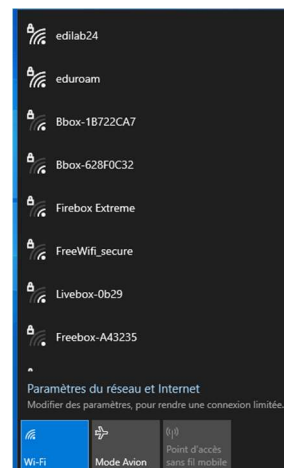 edilab24
eduroam
Bbox-1B722CA7
Bbox-628F0C32
Firebox Extreme
FreeWifi_secure
Livebox-0b29
Freebox-A43235
Paramètres du réseau et Internet
Modifier des paramètres, pour rendre une connexion limitée.
Point d'accès
Wi-Fi Mode Avion sans fil mobile